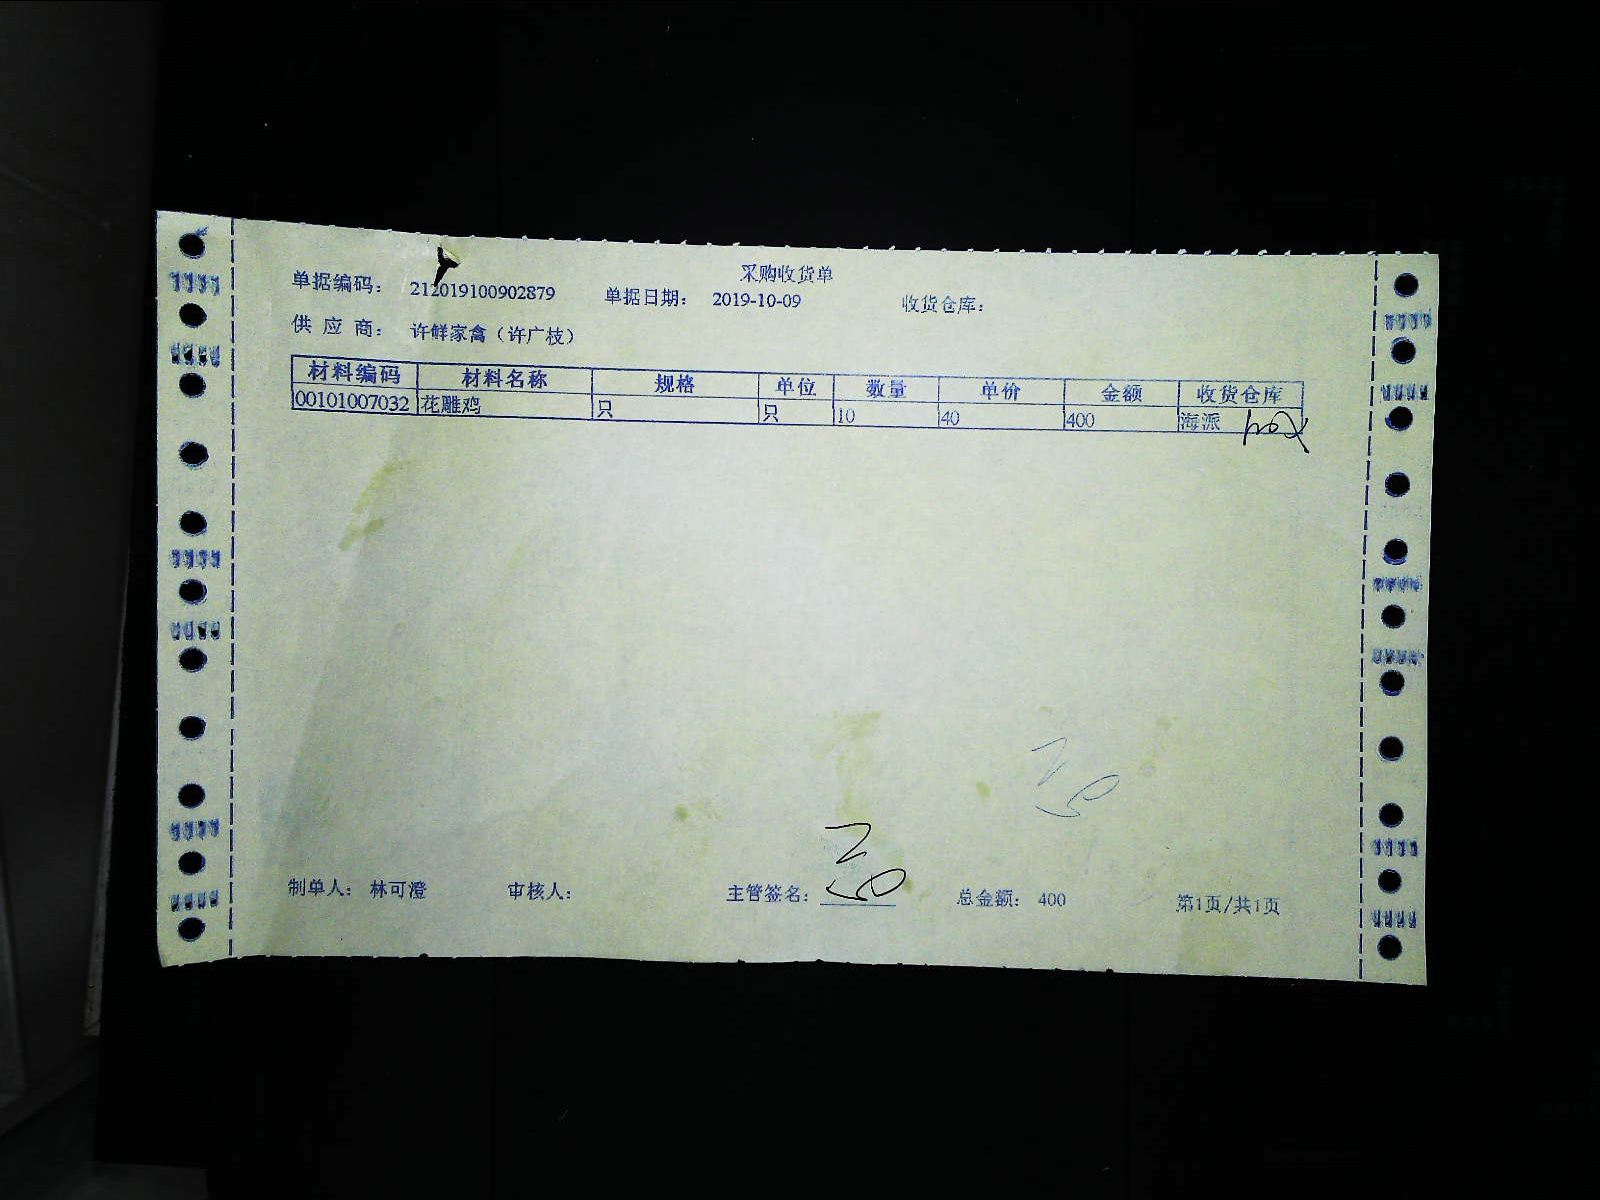 采购收货单
单据编码： 212019100902879 单据日期： 2019-10-09 收货仓库：
供 应 商： 许鲜家禽（许广枝）
材料编码 材料名称 规格 单位 数量 单价 金额 收货仓库
00101007032 花雕鸡 只 只 10 40 400 海派
制单人： 林可澄 审核人： 主管签名： 总金额： 400 第1页/共1页